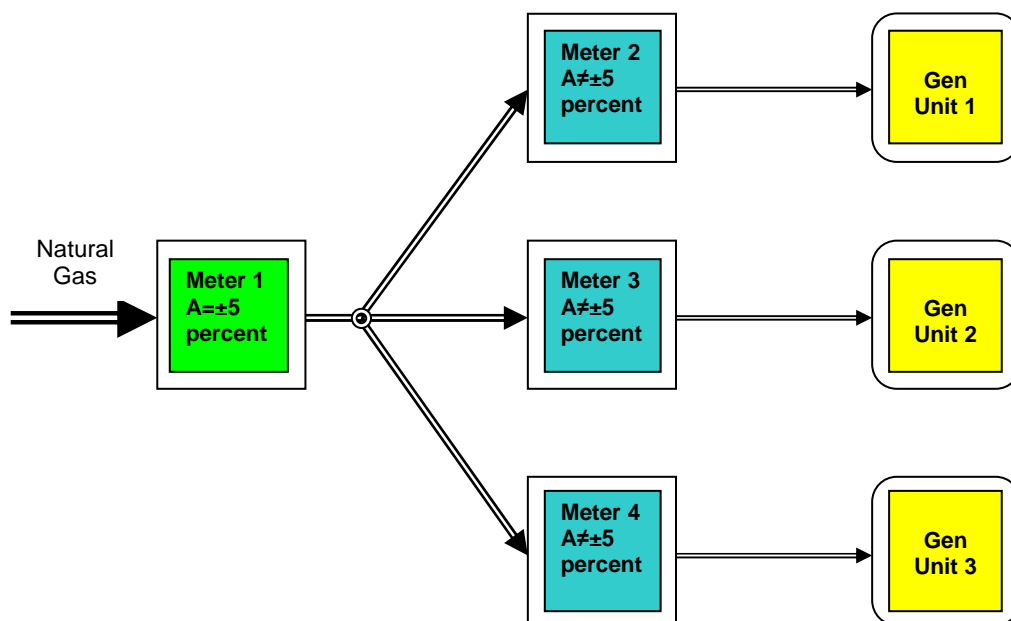 Meter 2
A≠±5
percent
Gen
Unit 1
Natural
Gas
Meter 1
A=±5
percent
Meter 3
A≠±5
percent
Gen
Unit 2
Meter 4
A≠±5
percent
Gen
Unit 3